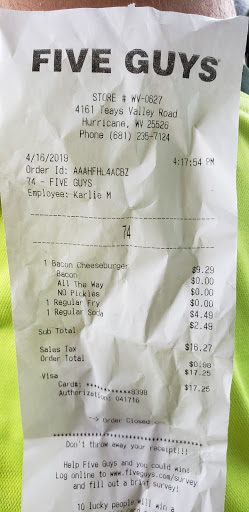 FIVE GUYS
STORE # WV-0627
4161 Teays Valley Road
Hurricane, WV 25526
Phone (681) 235-7124
4/16/2019 4:17:54 PM
Order Id: AAAHFHL4ACBZ
74 - FIVE GUYS
Employee: Karlie M
74
1 Bacon Cheeseburger $9.29
Bacon $0.00
All The Way $0.00
NO Pickles $0.00
1 Regular Fry $4.49
1 Regular Soda $2.49
Sub Total $16.27
Sales Tax $0.98
Order Total $17.25
Visa $17.25
Card#: ************8398
Authorization: 041716
--> Order Closed <--
Don't throw away your receipt!!!
Help Five Guys and you could win!
Log online to www.fiveguys.com/survey
and fill out a brief survey!
10 lucky people will win a